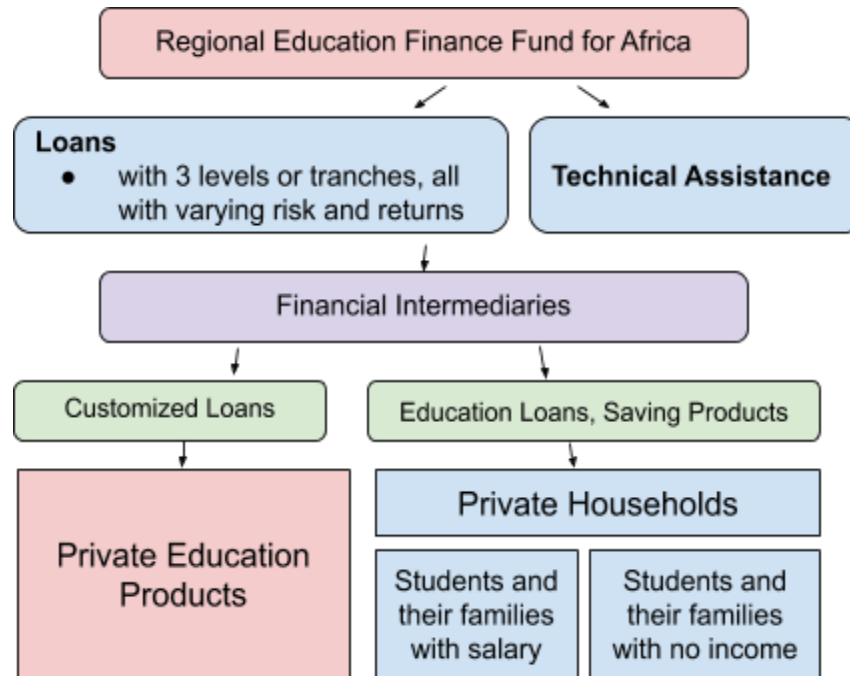 Regional Education Finance Fund for Africa
Loans
● with 3 levels or tranches, all
with varying risk and returns
Technical Assistance
Financial Intermediaries
Customized Loans
Education Loans, Saving Products
Private Education
Products
Private Households
Students and
their families
with salary
Students and
their families
with no income